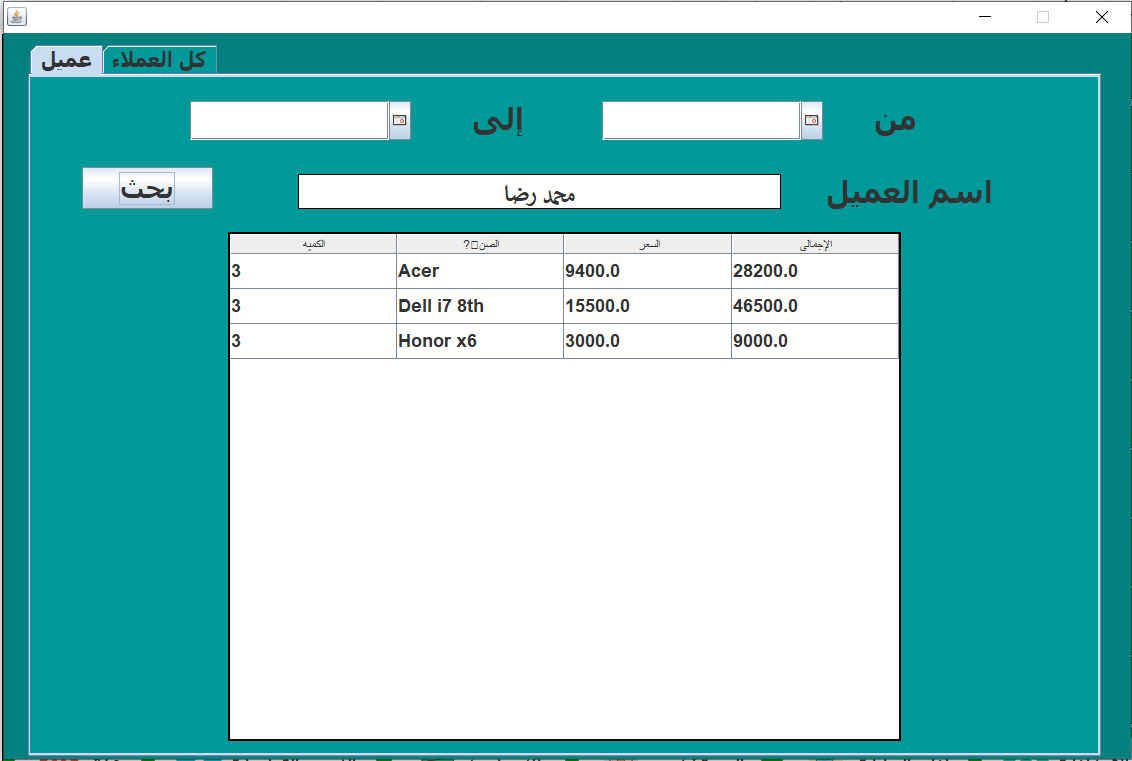 عميل كل العملاء
من إلى
اسم العميل محمد رضا بحث
الكميه الصن□? السعر الإجمالى
3 Acer 9400.0 28200.0
3 Dell i7 8th 15500.0 46500.0
3 Honor x6 3000.0 9000.0